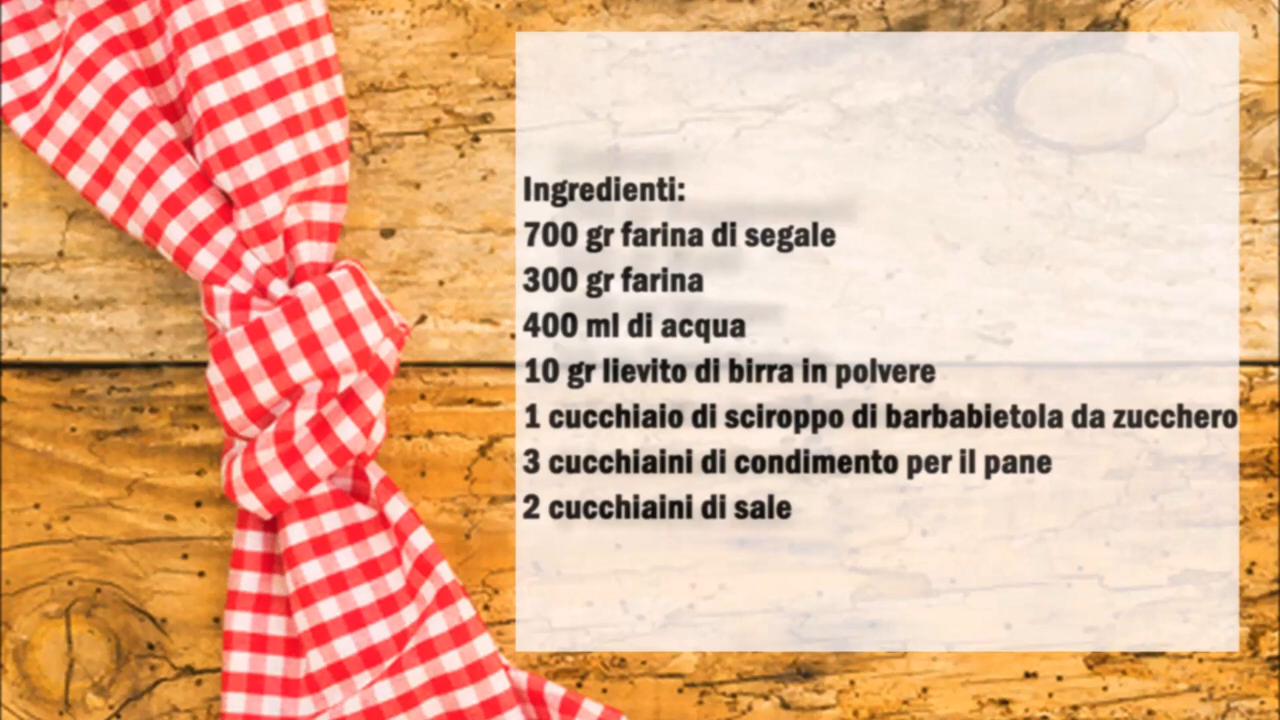 Ingredienti:
700 gr farina di segale
300 gr farina
400 ml di acqua
10 gr lievito di birra in polvere
1 cucchiaio di sciroppo di barbabietola da zucchero
3 cucchiaini di condimento per il pane
2 cucchiaini di sale